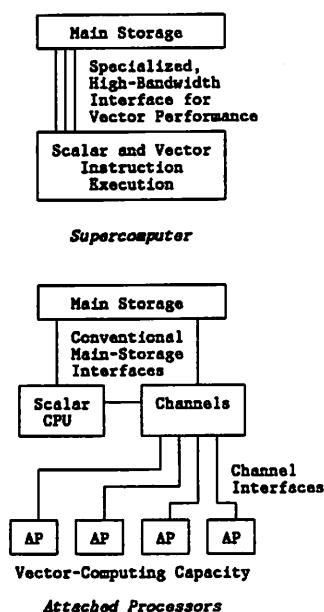 Main Storage
Specialized,
High-Bandwidth
Interface for
Vector Performance
Scalar and Vector
Instruction
Execution
Supercomputer
Main Storage
Conventional
Main-Storage
Interfaces
Scalar
CPU
Channels
Channel
Interfaces
AP AP AP AP
Vector-Computing Capacity
Attached Processors